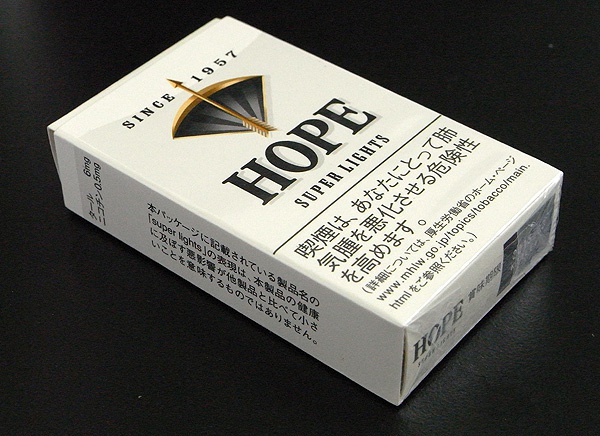 SINCE 1957
HOPE
SUPER LIGHTS
喫煙は、あなたにとって肺
気腫を悪化させる危険性
を高めます。
(詳細については、厚生労働省のホーム・ページ
www.mhlw.go.jp/topics/tobacco/main.
htmlをご参照ください。)
タール 6mg
ニコチン 0.5mg
本パッケージに記載されている製品名の
「super lights」の表現は、本製品の健康
に及ぼす悪影響が他製品と比べて小さ
いことを意味するものではありません。
HOPE
賞味期限